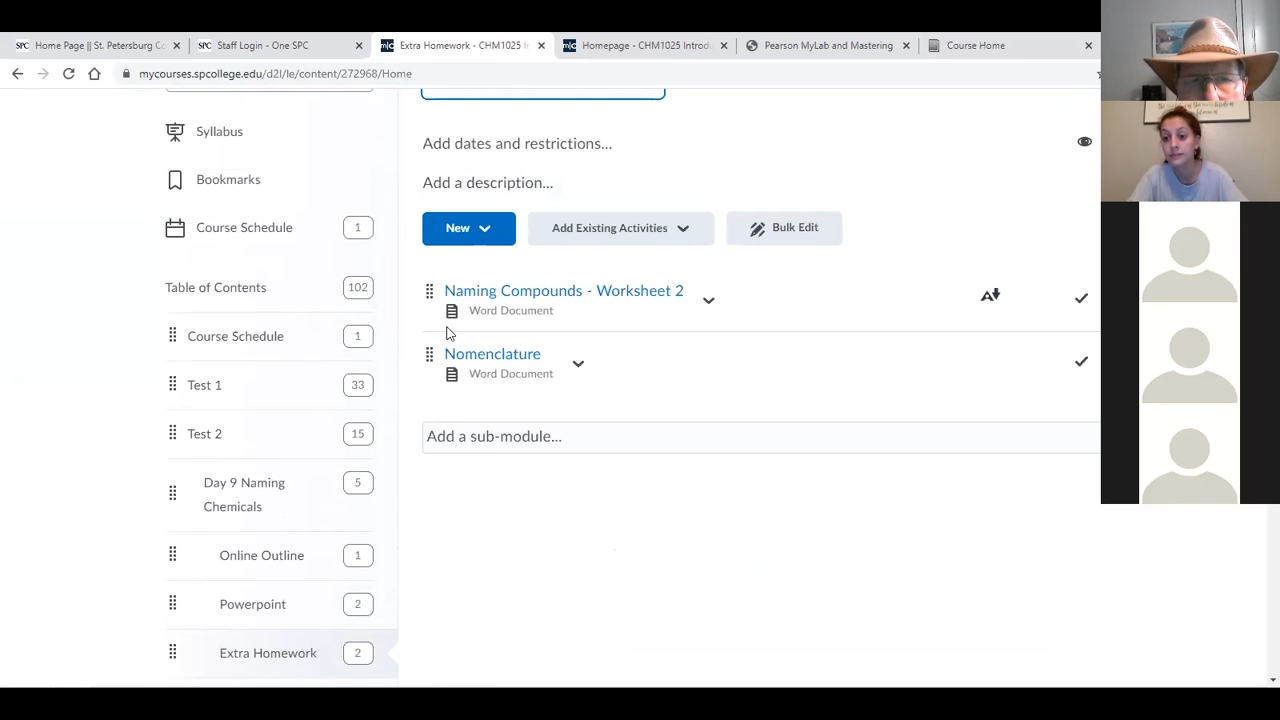 SPC Home Page || St. Petersburg Co
SPC Staff Login - One SPC
m|c Extra Homework - CHM1025 I
m|c Homepage - CHM1025 Introd
Pearson MyLab and Mastering
Course Home
mycourses.spcollege.edu/d2l/le/content/272968/Home
Syllabus
Bookmarks
Course Schedule 1
Table of Contents 102
Course Schedule 1
Test 1 33
Test 2 15
Day 9 Naming 5
Chemicals
Online Outline 1
Powerpoint 2
Extra Homework 2
Add dates and restrictions...
Add a description...
New
Add Existing Activities
Bulk Edit
Naming Compounds - Worksheet 2
Word Document
Nomenclature
Word Document
Add a sub-module...